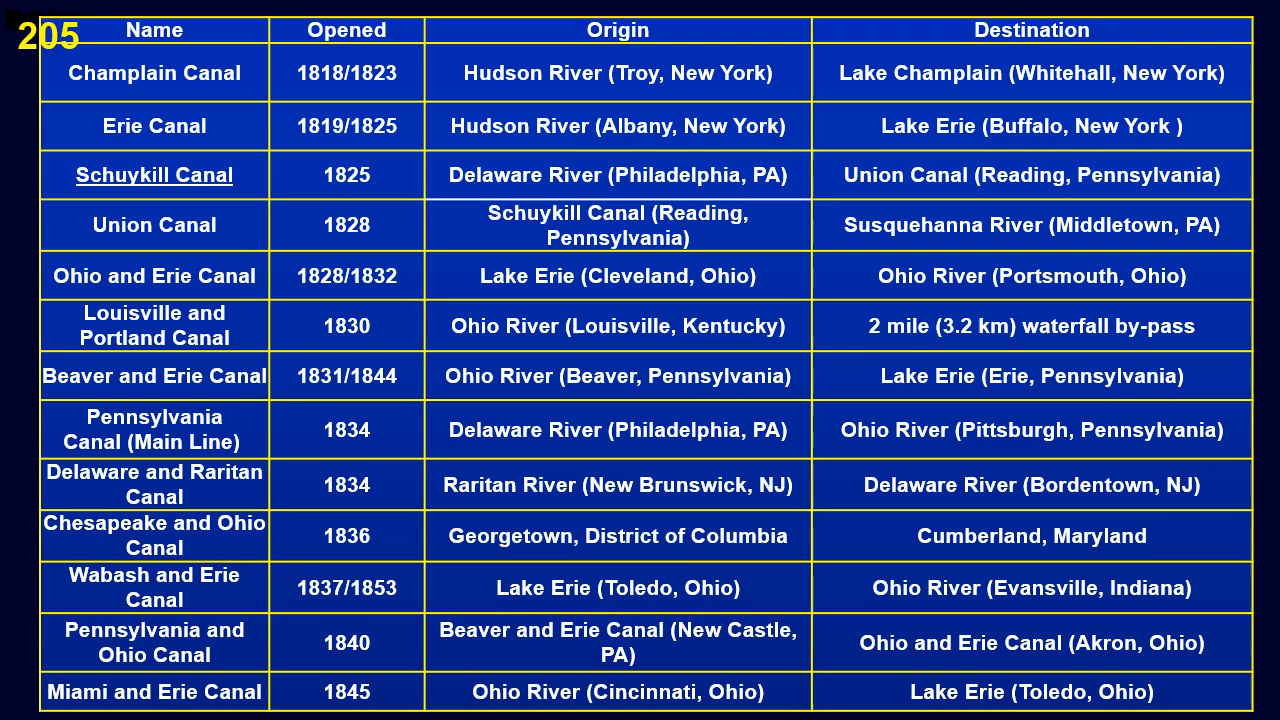 205
Name Opened Origin Destination
Champlain Canal 1818/1823 Hudson River (Troy, New York) Lake Champlain (Whitehall, New York)
Erie Canal 1819/1825 Hudson River (Albany, New York) Lake Erie (Buffalo, New York )
Schuykill Canal 1825 Delaware River (Philadelphia, PA) Union Canal (Reading, Pennsylvania)
Union Canal 1828 Schuykill Canal (Reading,
Pennsylvania) Susquehanna River (Middletown, PA)
Ohio and Erie Canal 1828/1832 Lake Erie (Cleveland, Ohio) Ohio River (Portsmouth, Ohio)
Louisville and
Portland Canal 1830 Ohio River (Louisville, Kentucky) 2 mile (3.2 km) waterfall by-pass
Beaver and Erie Canal 1831/1844 Ohio River (Beaver, Pennsylvania) Lake Erie (Erie, Pennsylvania)
Pennsylvania
Canal (Main Line) 1834 Delaware River (Philadelphia, PA) Ohio River (Pittsburgh, Pennsylvania)
Delaware and Raritan
Canal 1834 Raritan River (New Brunswick, NJ) Delaware River (Bordentown, NJ)
Chesapeake and Ohio
Canal 1836 Georgetown, District of Columbia Cumberland, Maryland
Wabash and Erie
Canal 1837/1853 Lake Erie (Toledo, Ohio) Ohio River (Evansville, Indiana)
Pennsylvania and
Ohio Canal 1840 Beaver and Erie Canal (New Castle,
PA) Ohio and Erie Canal (Akron, Ohio)
Miami and Erie Canal 1845 Ohio River (Cincinnati, Ohio) Lake Erie (Toledo, Ohio)